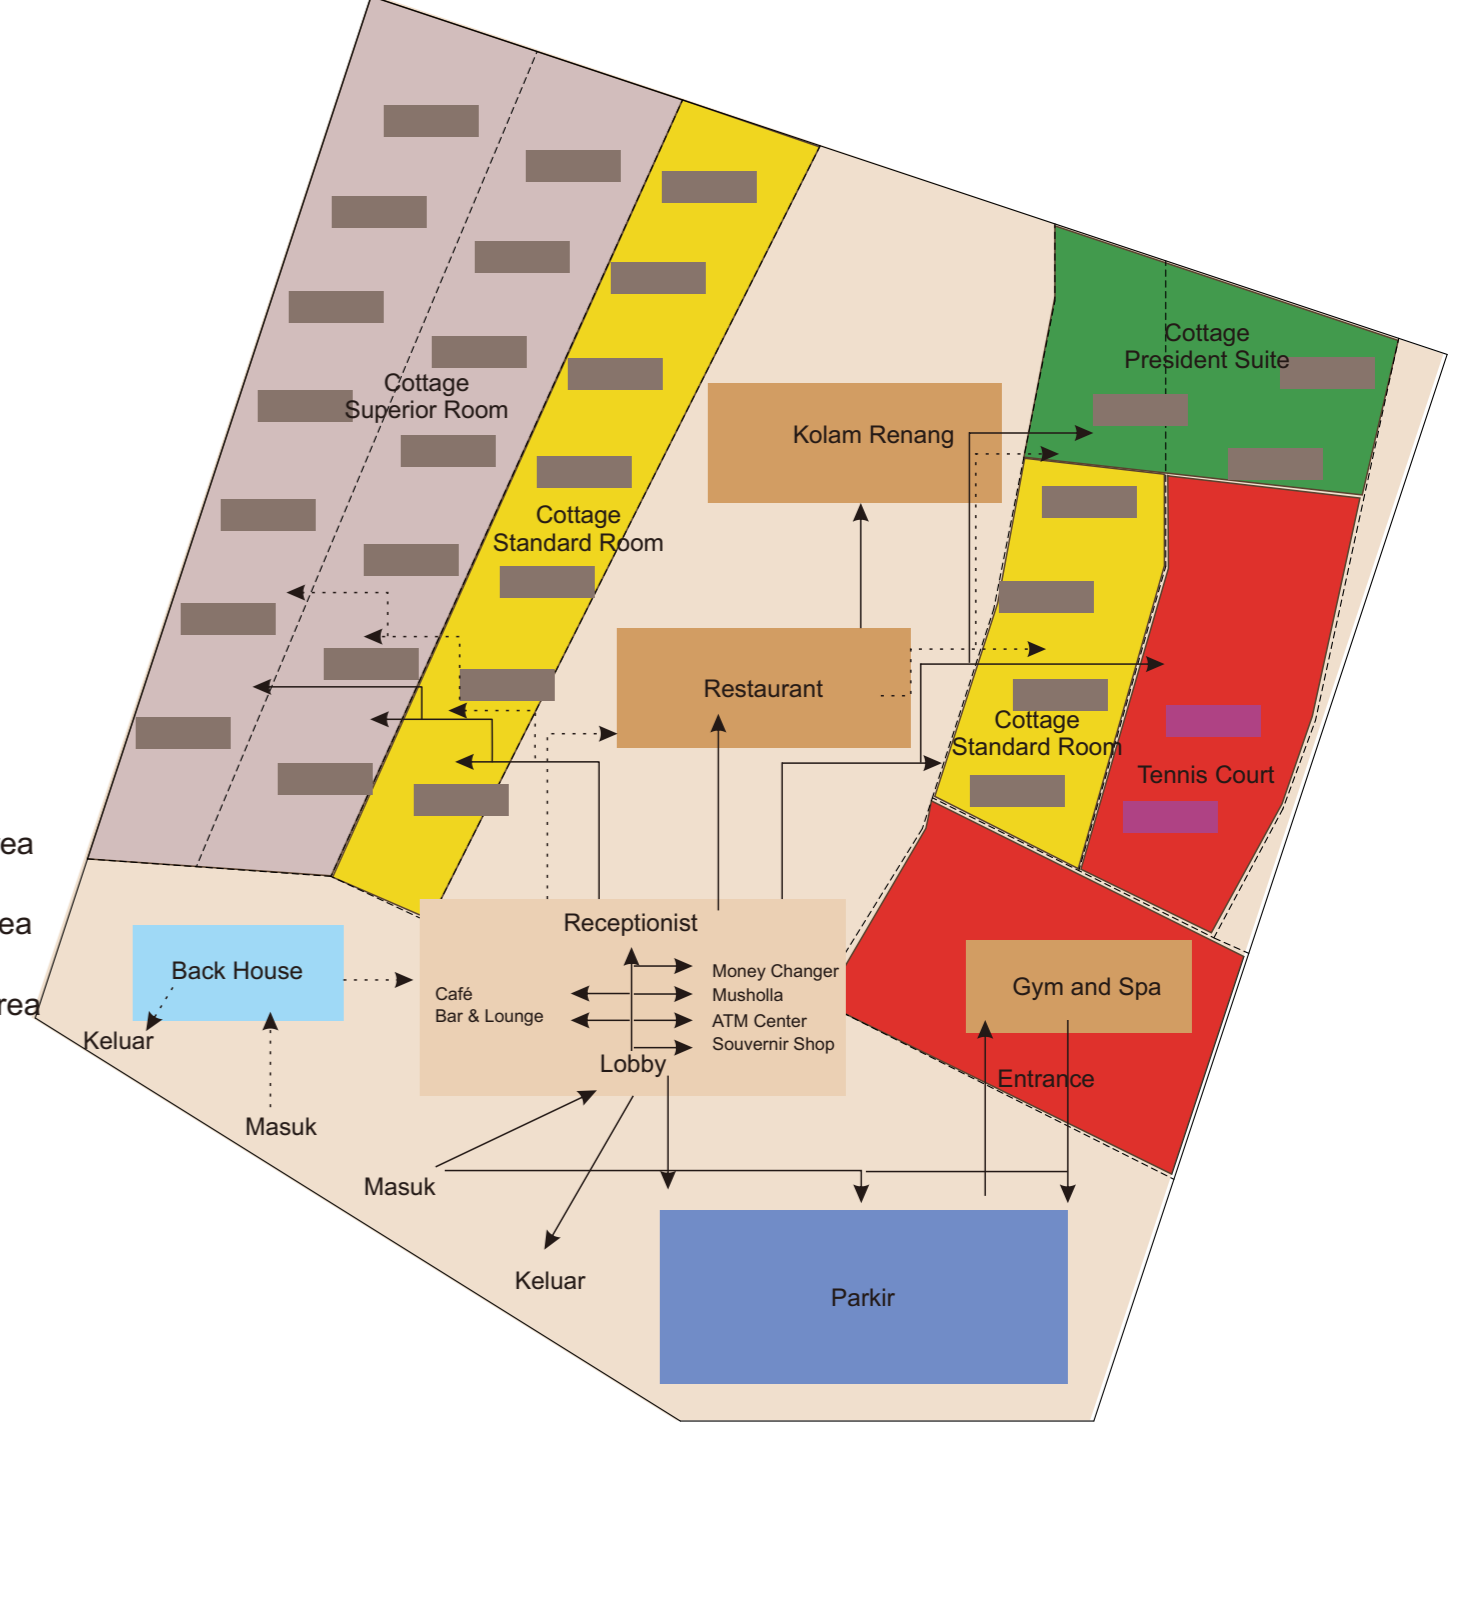 Cottage
President Suite
Cottage
Superior Room
Kolam Renang
Cottage
Standard Room
Restaurant
Cottage
Standard Room
Tennis Court
ea
Receptionist
ea
Back House
Money Changer
Café
Musholla
Bar & Lounge
ATM Center
Souvernir Shop
Gym and Spa
rea
Keluar
Lobby
Entrance
Masuk
Masuk
Keluar
Parkir